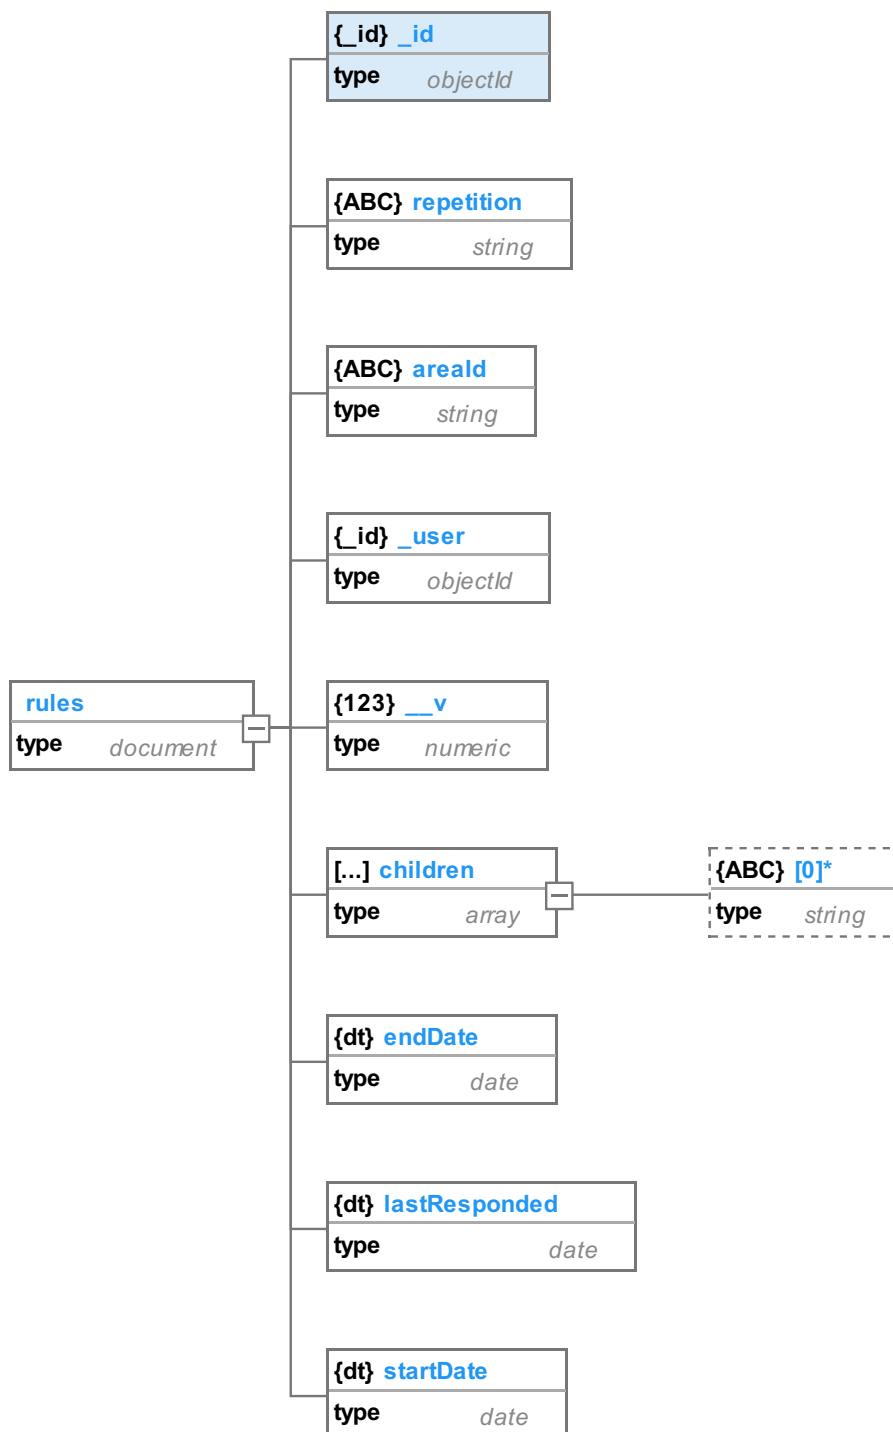 {_id} _id
type objectId
{ABC} repetition
type string
{ABC} areaId
type string
{_id} _user
type objectId
rules
type document
{123} __v
type numeric
[...] children
type array
{ABC} [0]*
type string
{dt} endDate
type date
{dt} lastResponded
type date
{dt} startDate
type date